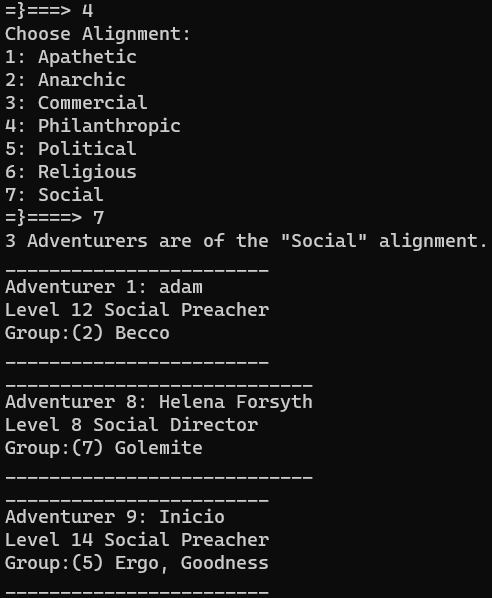 =}===> 4
Choose Alignment:
1: Apathetic
2: Anarchic
3: Commercial
4: Philanthropic
5: Political
6: Religious
7: Social
=}====> 7
3 Adventurers are of the "Social" alignment.
________________________
Adventurer 1: adam
Level 12 Social Preacher
Group:(2) Becco
________________________
____________________________
Adventurer 8: Helena Forsyth
Level 8 Social Director
Group:(7) Golemite
____________________________
________________________
Adventurer 9: Inicio
Level 14 Social Preacher
Group:(5) Ergo, Goodness
________________________